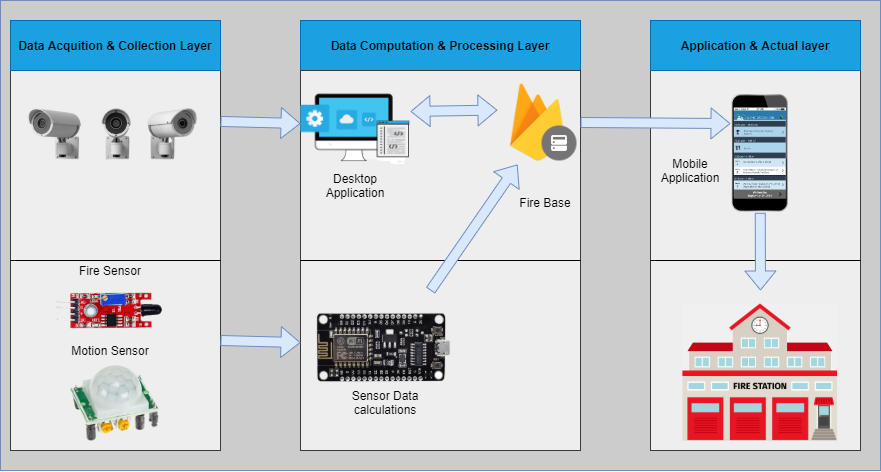 Data Acquition & Collection Layer
Data Computation & Processing Layer
Application & Actual layer
Desktop
Application
Fire Base
Mobile
Application
Fire Sensor
Motion Sensor
Sensor Data
calculations
FIRE STATION